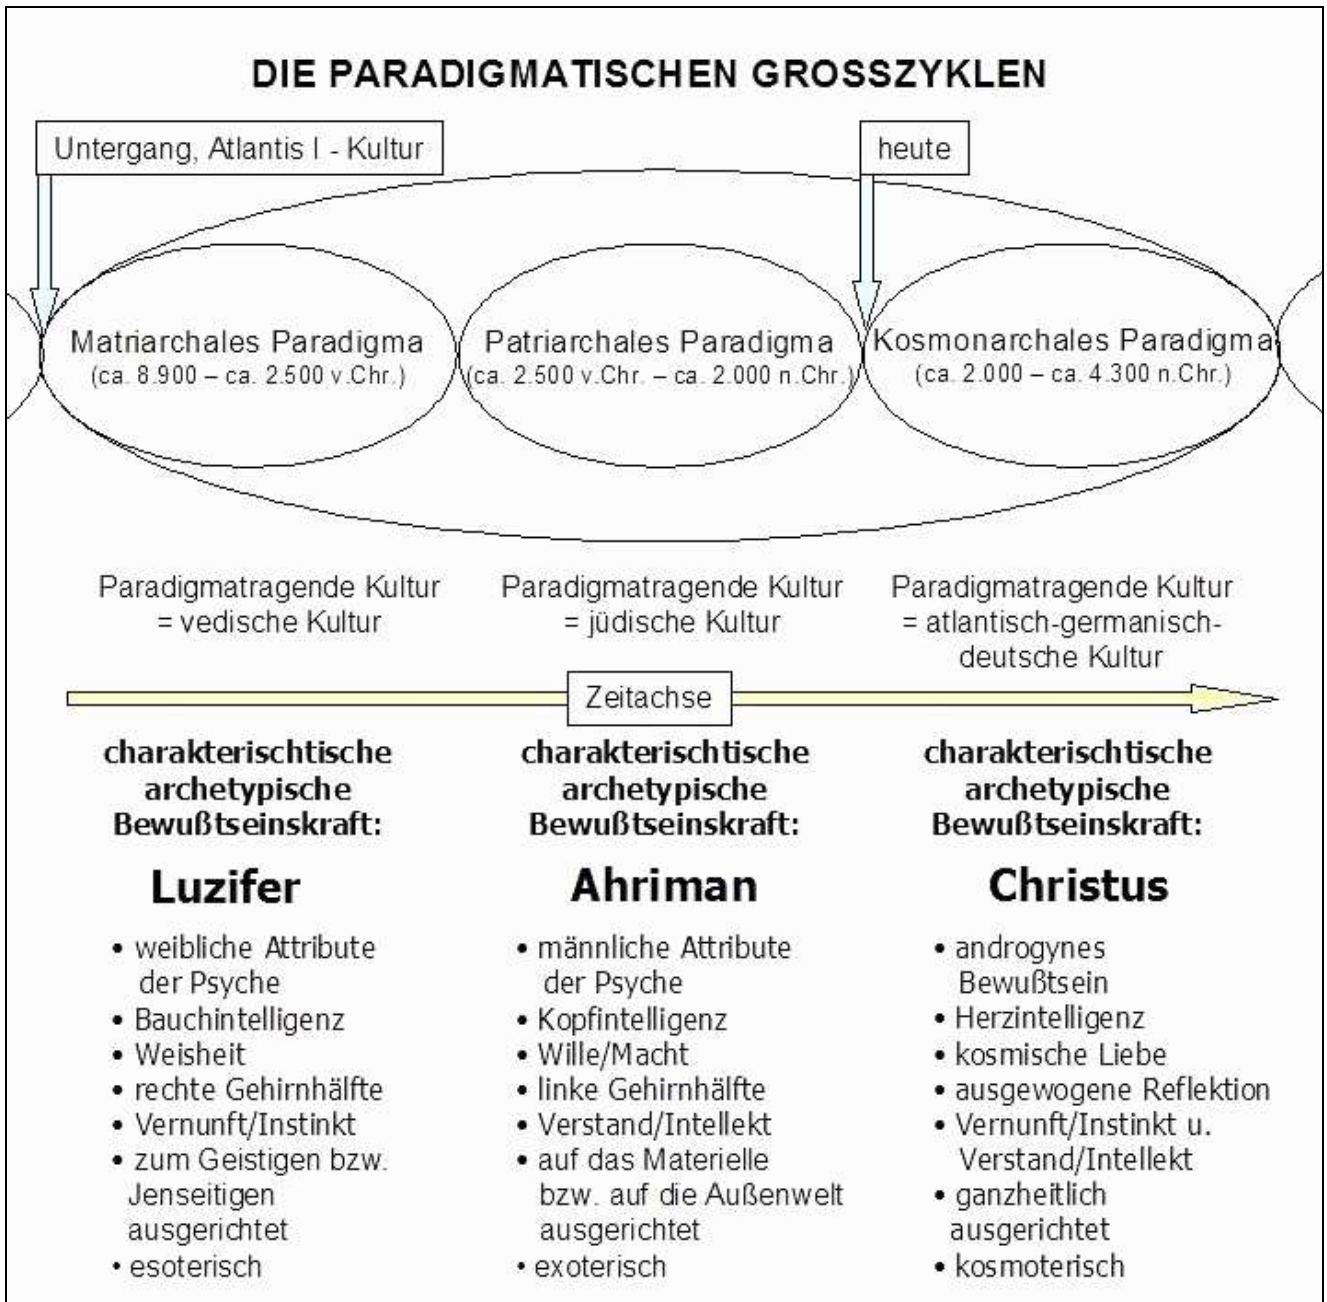 DIE PARADIGMATISCHEN GROSSZYKLEN
Untergang, Atlantis I - Kultur
heute
Matriarchales Paradigma
(ca. 8.900 – ca. 2.500 v.Chr.)
Patriarchales Paradigma
(ca. 2.500 v.Chr. – ca. 2.000 n.Chr.)
Kosmonarchales Paradigma
(ca. 2.000 – ca. 4.300 n.Chr.)
Paradigmatragende Kultur
= vedische Kultur
Paradigmatragende Kultur
= jüdische Kultur
Paradigmatragende Kultur
= atlantisch-germanisch-
deutsche Kultur
Zeitachse
charakterischtische
archetypische
Bewußtseinskraft:
Luzifer
• weibliche Attribute
der Psyche
• Bauchintelligenz
• Weisheit
• rechte Gehirnhälfte
• Vernunft/Instinkt
• zum Geistigen bzw.
Jenseitigen
ausgerichtet
• esoterisch
charakterischtische
archetypische
Bewußtseinskraft:
Ahriman
• männliche Attribute
der Psyche
• Kopfintelligenz
• Wille/Macht
• linke Gehirnhälfte
• Verstand/Intellekt
• auf das Materielle
bzw. auf die Außenwelt
ausgerichtet
• exoterisch
charakterischtische
archetypische
Bewußtseinskraft:
Christus
• androgynes
Bewußtsein
• Herzintelligenz
• kosmische Liebe
• ausgewogene Reflektion
• Vernunft/Instinkt u.
Verstand/Intellekt
• ganzheitlich
ausgerichtet
• kosmoterisch